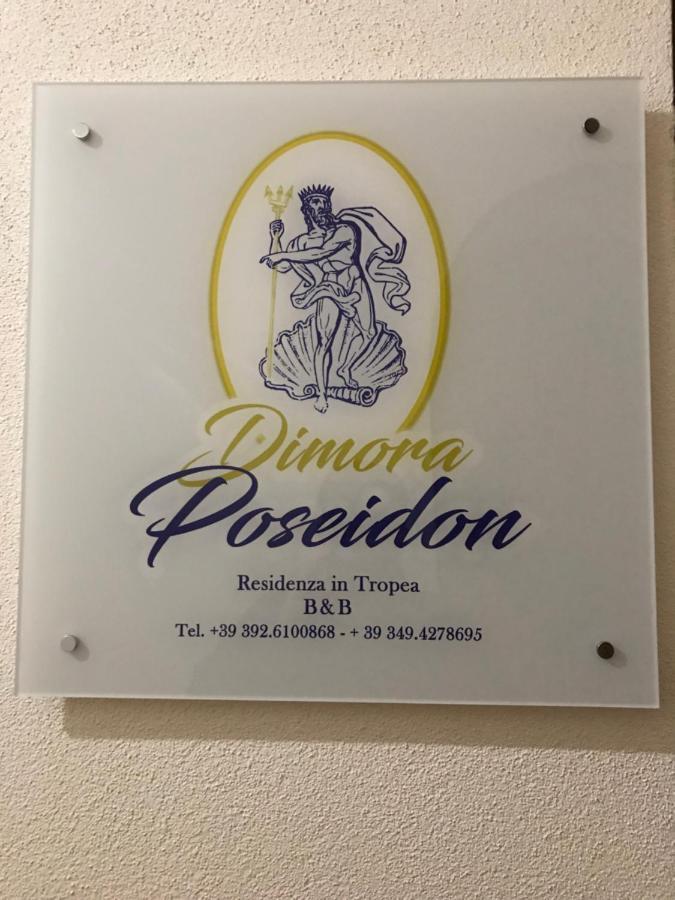 Dimora
Poseidon
Residenza in Tropea
B&B
Tel. +39 392.6100868 - + 39 349.4278695